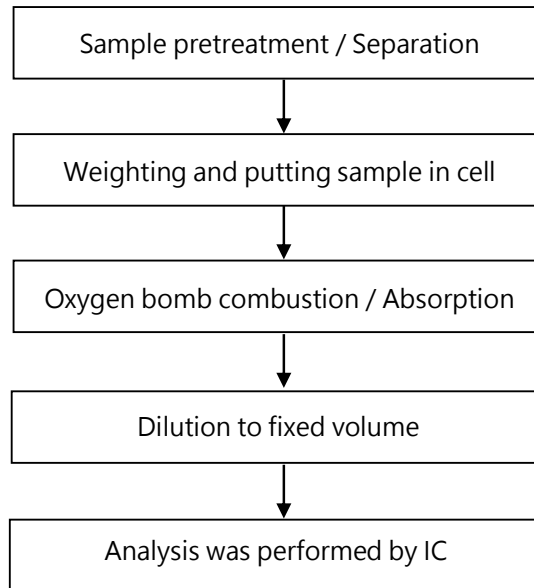 Sample pretreatment / Separation
Weighting and putting sample in cell
Oxygen bomb combustion / Absorption
Dilution to fixed volume
Analysis was performed by IC